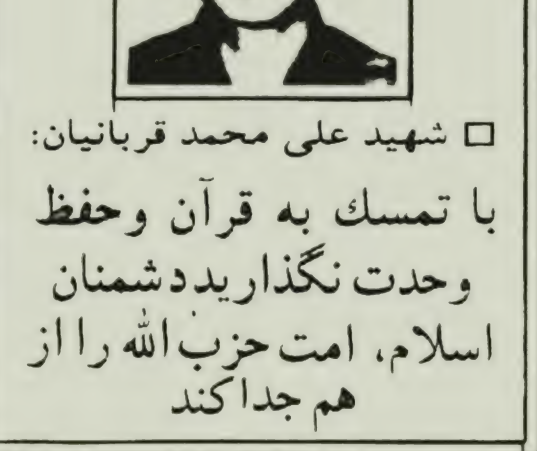 □ شهید علی محمد قربانیان:
با تمسك به قرآن وحفظ
وحدت نگذارید دشمنان
اسلام، امت حزب الله را از
هم جدا کند